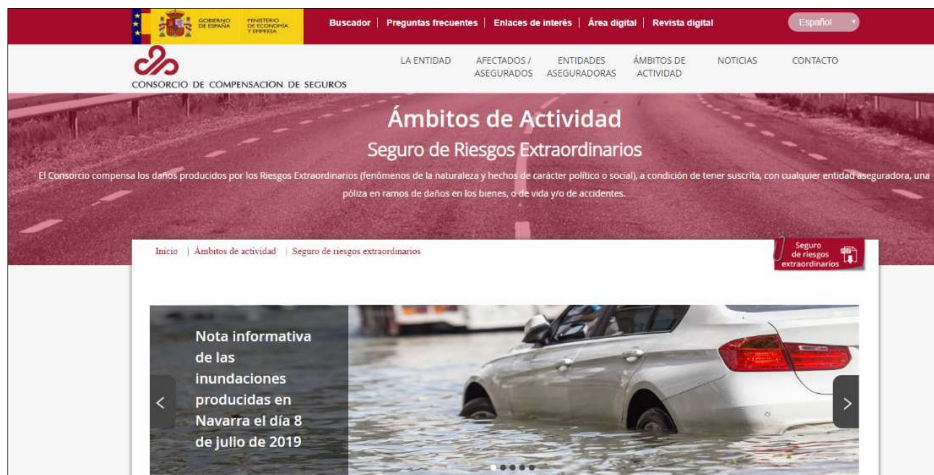 GOBIERNO DE ESPAÑA
MINISTERIO DE ECONOMÍA Y EMPRESA
Buscador | Preguntas frecuentes | Enlaces de interés | Área digital | Revista digital
Español
CONSORCIO DE COMPENSACIÓN DE SEGUROS
LA ENTIDAD
AFECTADOS / ASEGURADOS
ENTIDADES ASEGURADORAS
ÁMBITOS DE ACTIVIDAD
NOTICIAS
CONTACTO
Ámbitos de Actividad
Seguro de Riesgos Extraordinarios
El Consorcio compensa los daños producidos por los Riesgos Extraordinarios (fenómenos de la naturaleza y hechos de carácter político o social), a condición de tener suscrita, con cualquier entidad aseguradora, una
póliza en ramos de daños en los bienes, o de vida y/o de accidentes.
Inicio | Ámbitos de actividad | Seguro de riesgos extraordinarios
Seguro
de riesgos
extraordinarios
Nota informativa
de las
inundaciones
producidas en
Navarra el día 8
de julio de 2019